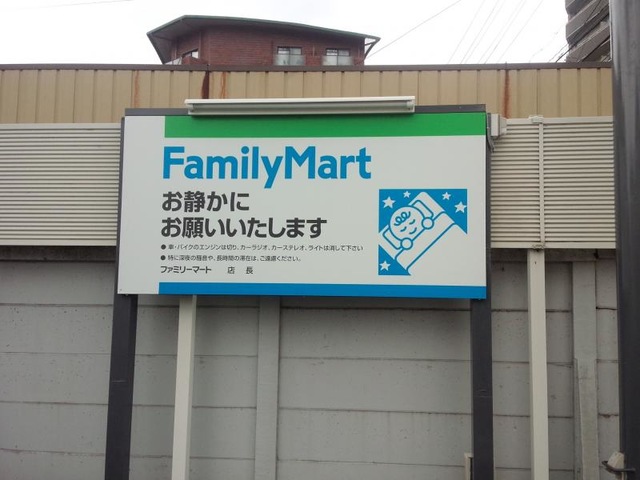 FamilyMart
お静かに
お願いいたします
●車・バイクのエンジンは切り、カーラジオ、カーステレオ、ライトは消して下さい
●特に深夜の騒音や、長時間の滞在は、ご遠慮ください。
ファミリーマート 店 長